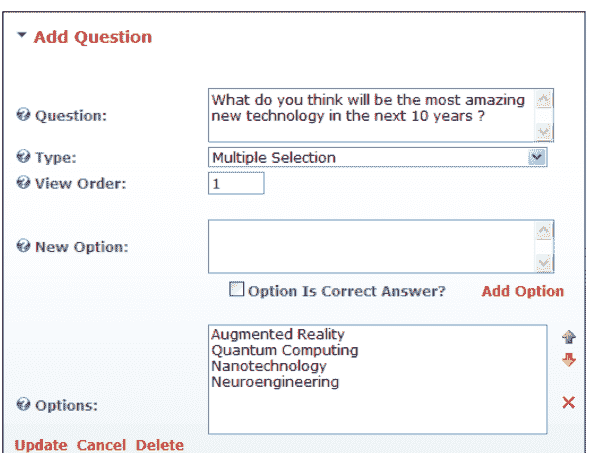 Add Question
Question:
What do you think will be the most amazing
new technology in the next 10 years ?
Type:
Multiple Selection
View Order:
1
New Option:
Option Is Correct Answer?
Add Option
Options:
Augmented Reality
Quantum Computing
Nanotechnology
Neuroengineering
Update Cancel Delete